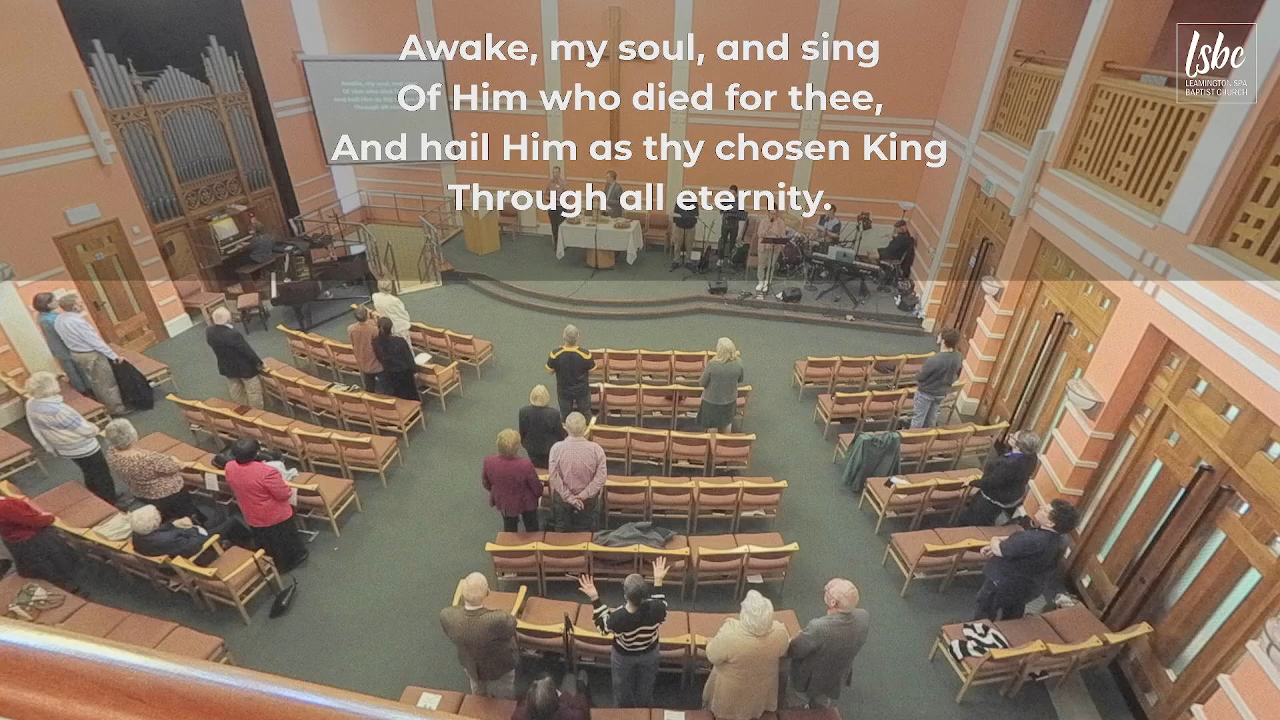 Awake, my soul, and sing
Of Him who died for thee,
And hail Him as thy chosen King
Through all eternity.
lsbc
LEAMINGTON SPA
BAPTIST CHURCH